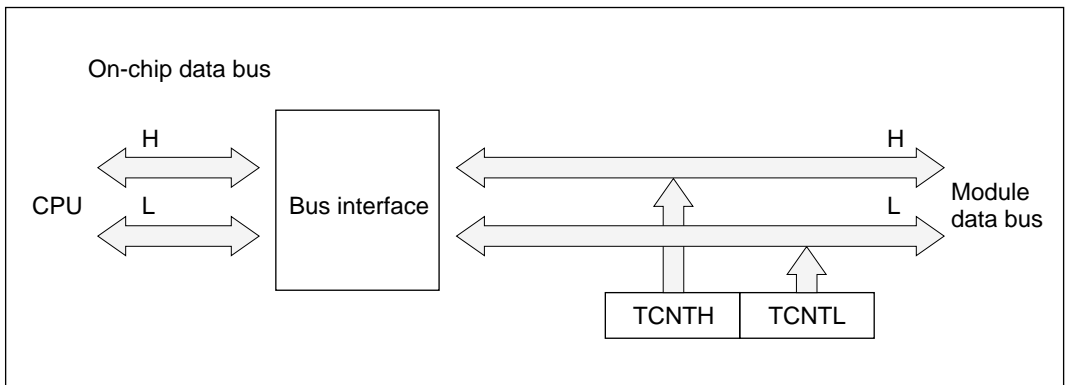 On-chip data bus
H
H
CPU
L
Bus interface
L
Module
data bus
TCNTH
TCNTL